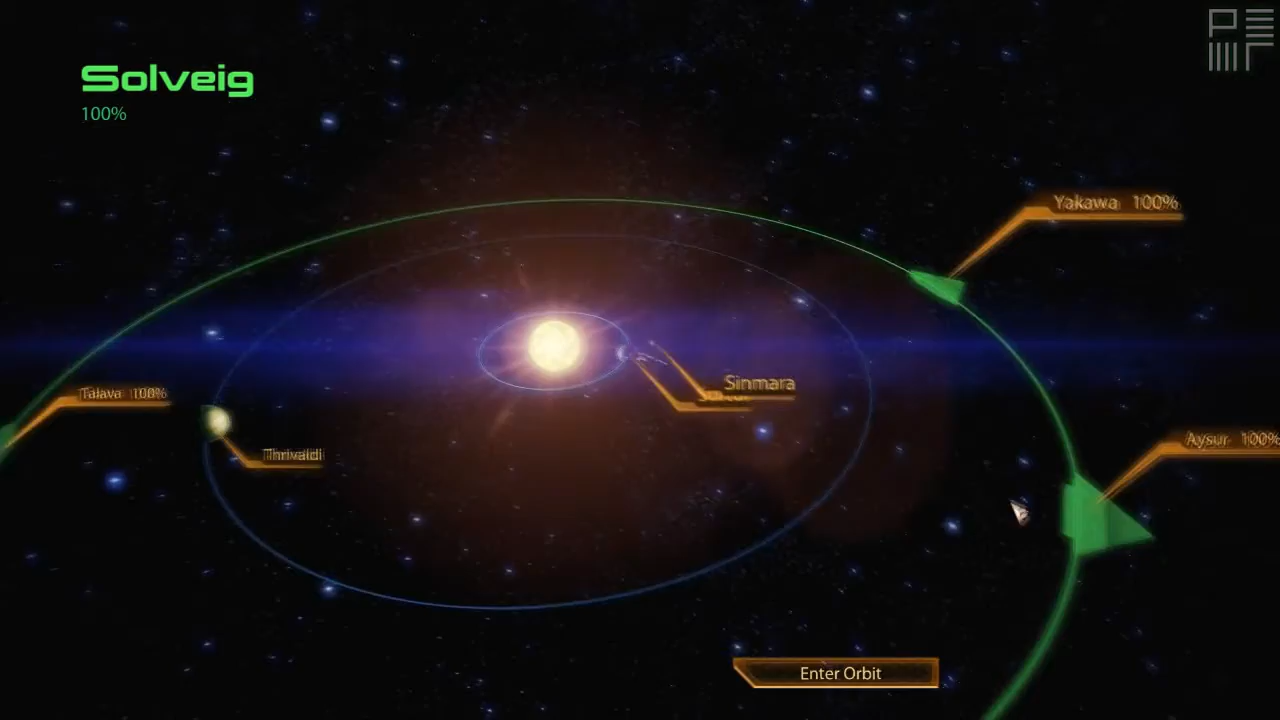 Solveig
100%
Yakawa 100%
Sinmara
Talava 100%
Aysur 100%
Thrivaldi
Enter Orbit